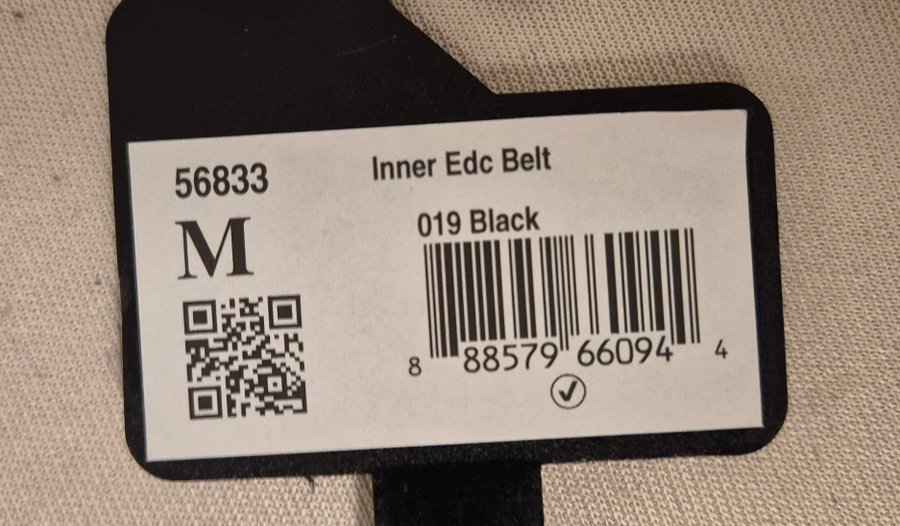 56833
Inner Edc Belt
M
019 Black
8 88579 66094 4